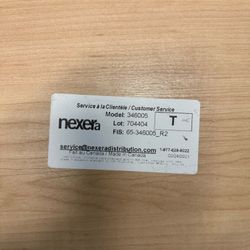 Service à la Clientèle / Customer Service
nexera
Model: 346005
Lot: 704404
FIS: 65-346005_R2
T
service@nexeradistribution.com
Fait au Canada / Made in Canada